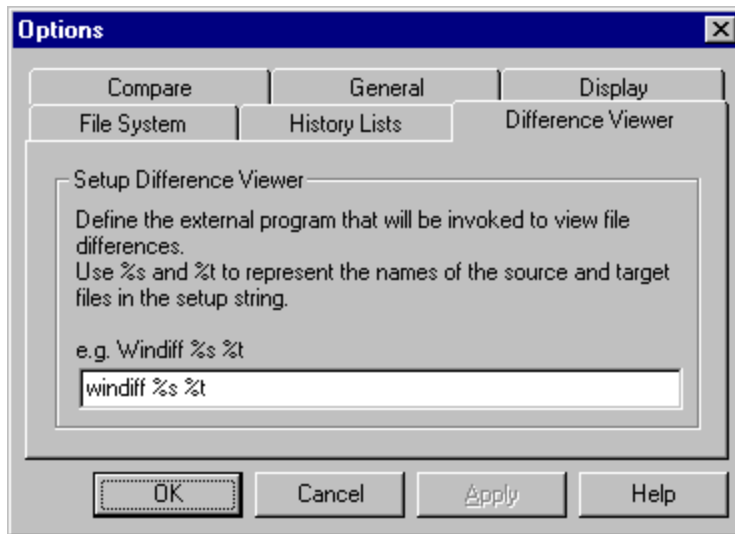 Options
Compare
General
Display
File System
History Lists
Difference Viewer
Setup Difference Viewer
Define the external program that will be invoked to view file
differences.
Use %s and %t to represent the names of the source and target
files in the setup string.
e.g. Windiff %s %t
windiff %s %t
OK
Cancel
Apply
Help